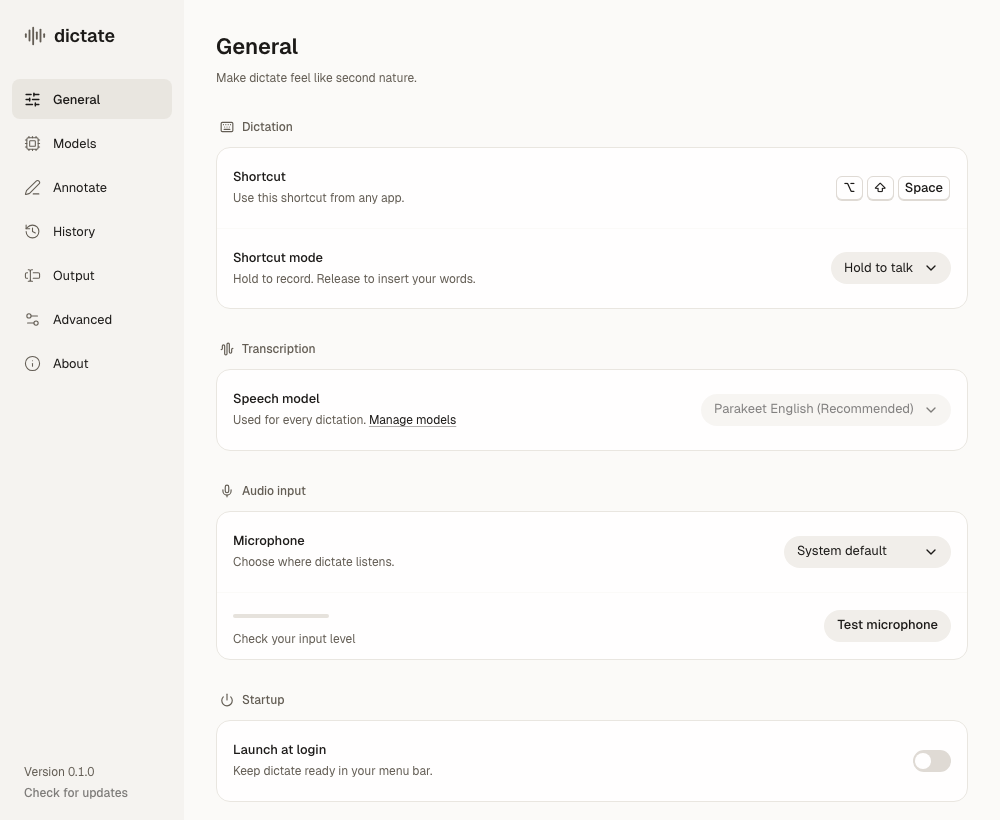 dictate
General
Models
Annotate
History
Output
Advanced
About
Version 0.1.0
Check for updates
General
Make dictate feel like second nature.
Dictation
Shortcut
Use this shortcut from any app.
⌥ ⇧ Space
Shortcut mode
Hold to record. Release to insert your words.
Hold to talk
Transcription
Speech model
Used for every dictation. Manage models
Parakeet English (Recommended)
Audio input
Microphone
Choose where dictate listens.
System default
Check your input level
Test microphone
Startup
Launch at login
Keep dictate ready in your menu bar.